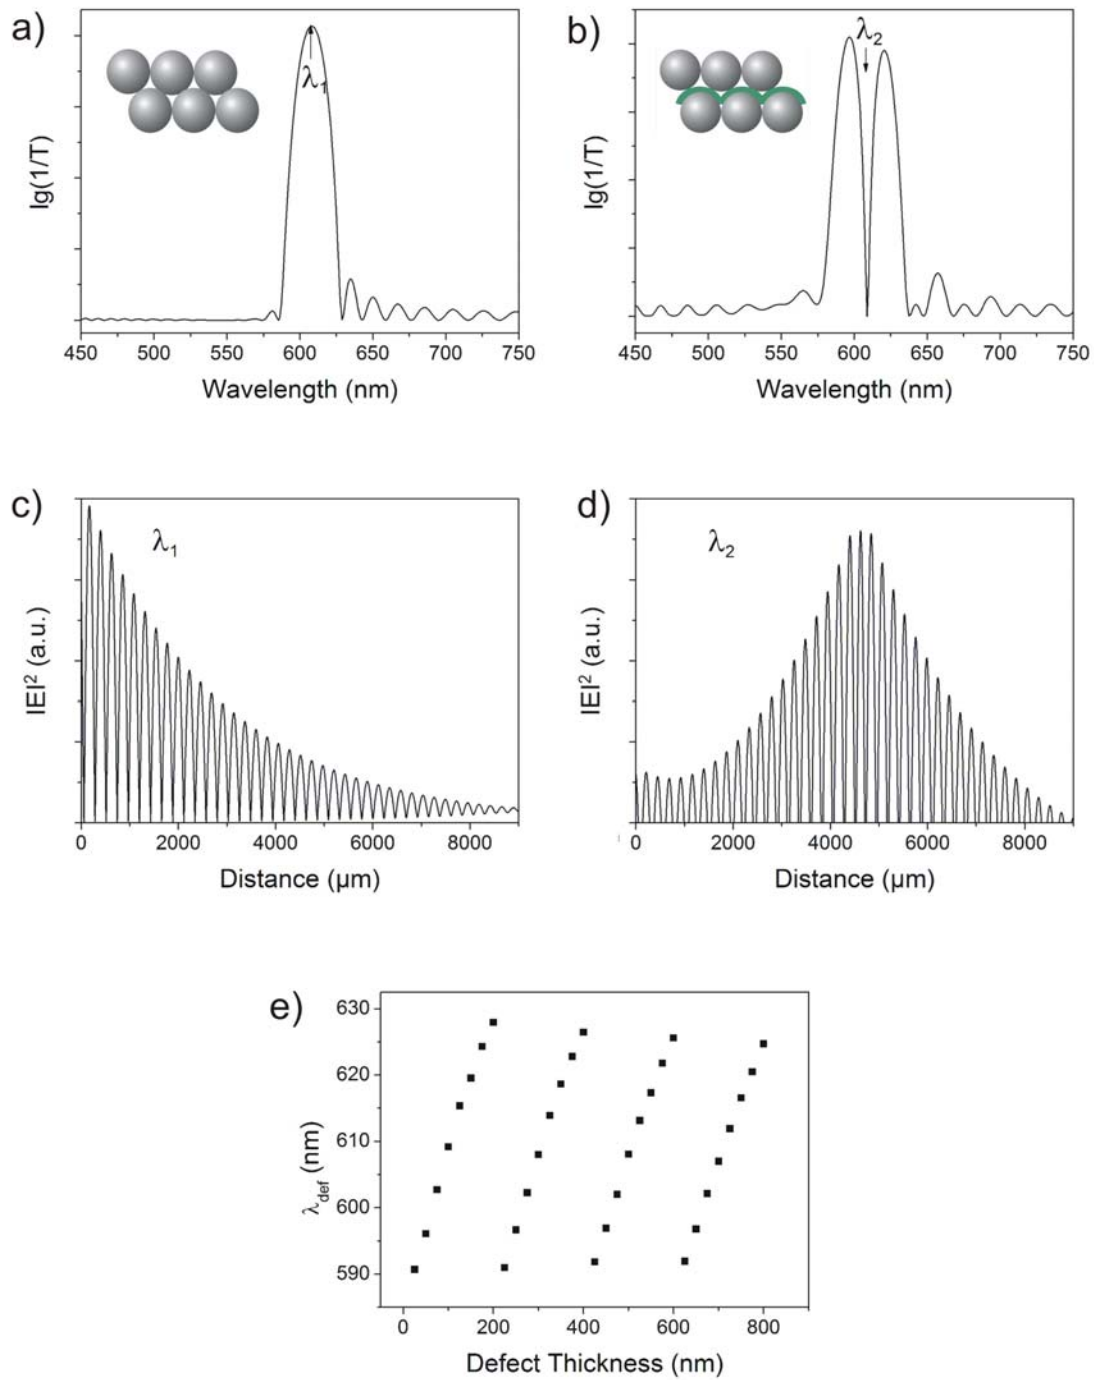 a)
lg(1/T)
λ1
450 500 550 600 650 700 750
Wavelength (nm)
b)
lg(1/T)
λ2
450 500 550 600 650 700 750
Wavelength (nm)
c)
|E|² (a.u.)
λ1
0 2000 4000 6000 8000
Distance (µm)
d)
|E|² (a.u.)
λ2
0 2000 4000 6000 8000
Distance (µm)
e)
630
620
610
600
590
λdef (nm)
0 200 400 600 800
Defect Thickness (nm)